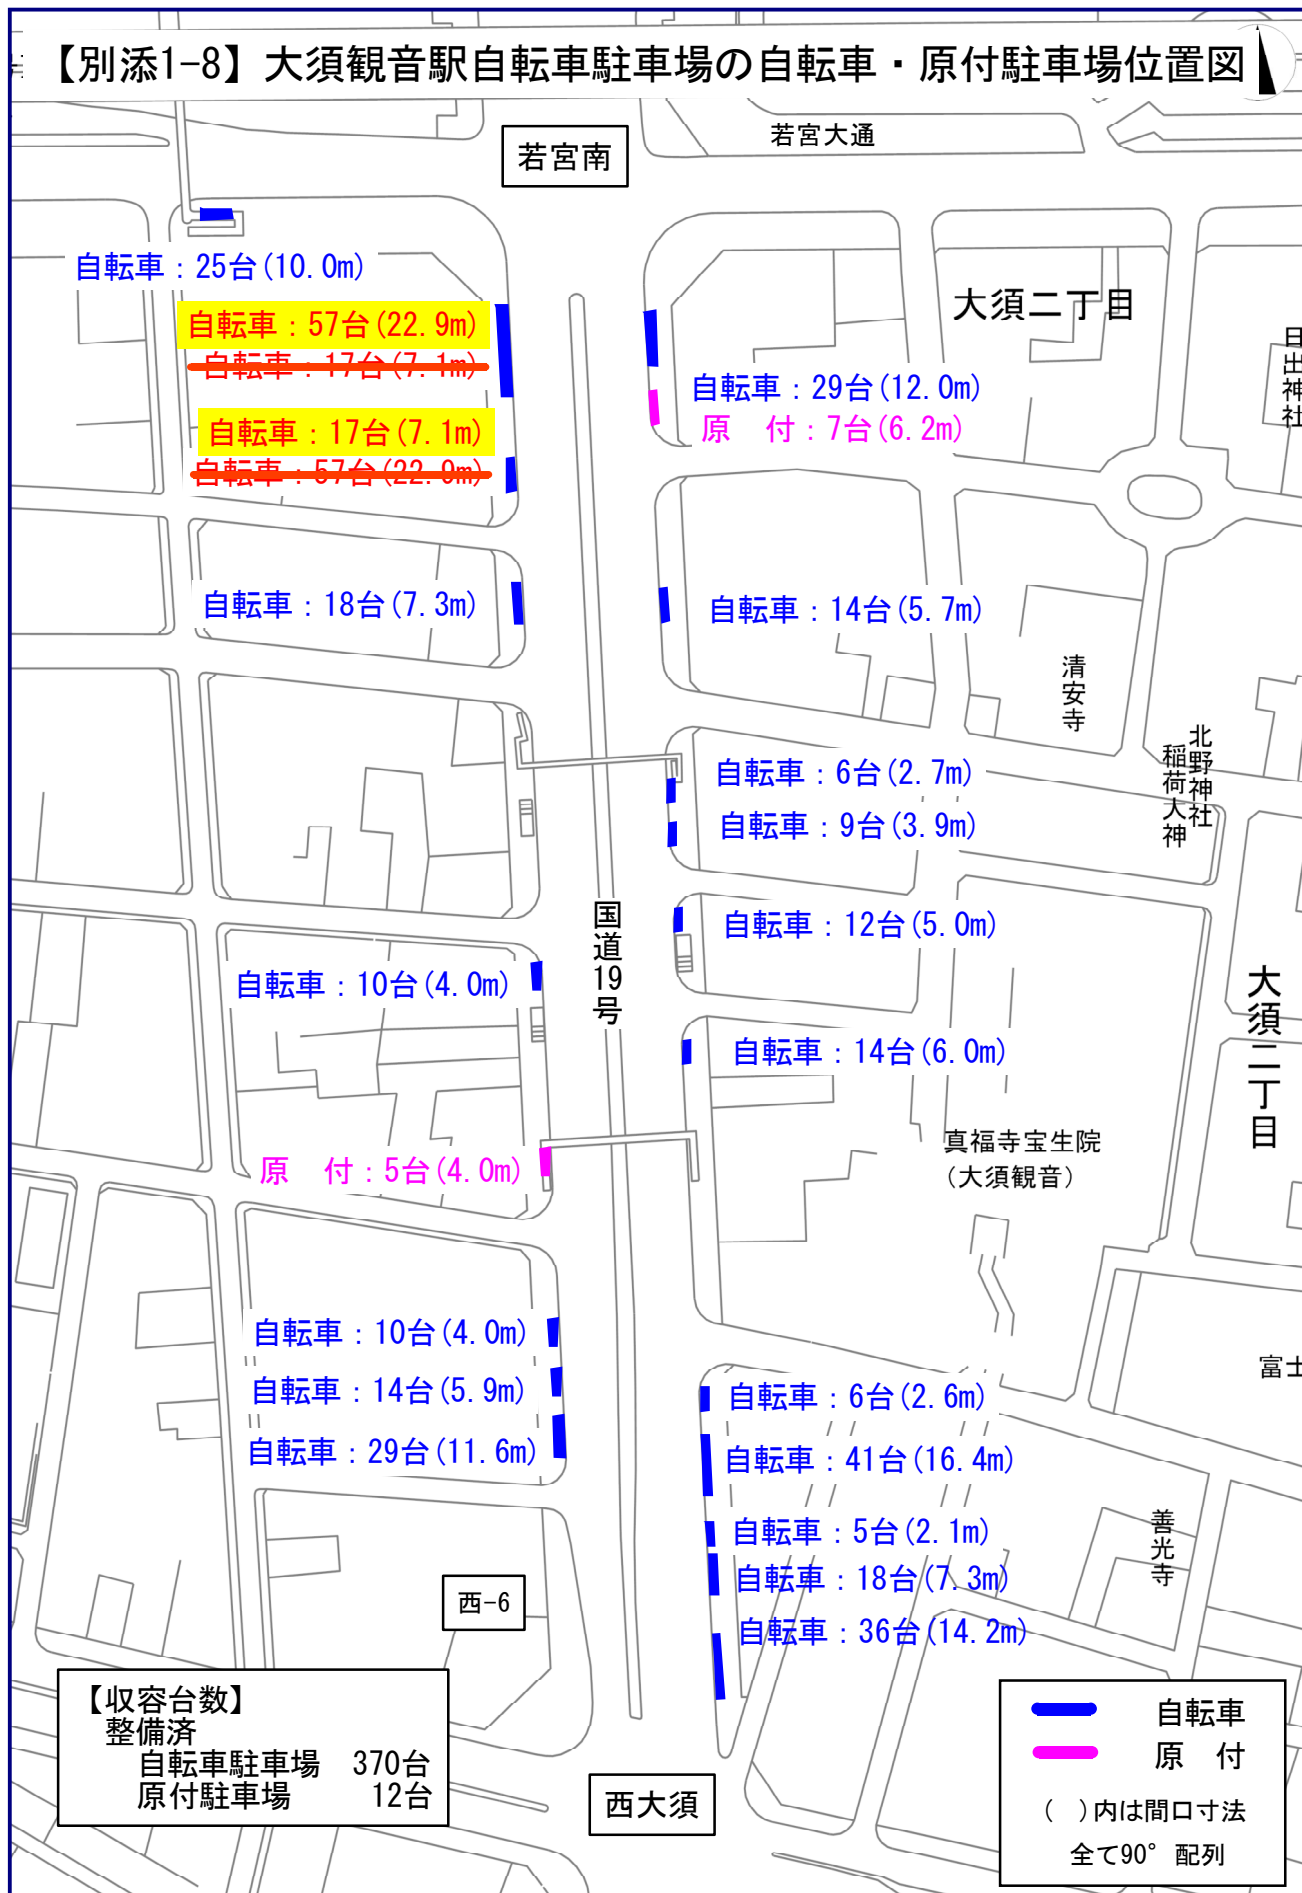 【別添1-8】大須観音駅自転車駐車場の自転車・原付駐車場位置図
若宮大通
若宮南
自転車：25台(10.0m)
自転車：57台(22.9m)
自転車：17台(7.1m)
自転車：17台(7.1m)
自転車：57台(22.9m)
大須二丁目
日出神社
自転車：29台(12.0m)
原　付：7台(6.2m)
自転車：18台(7.3m)
自転車：14台(5.7m)
清安寺
北野神社
稲荷大神
自転車：6台(2.7m)
自転車：9台(3.9m)
国道19号
自転車：12台(5.0m)
自転車：10台(4.0m)
大須二丁目
自転車：14台(6.0m)
真福寺宝生院
（大須観音）
原　付：5台(4.0m)
自転車：10台(4.0m)
自転車：14台(5.9m)
自転車：29台(11.6m)
富士
自転車：6台(2.6m)
自転車：41台(16.4m)
自転車：5台(2.1m)
自転車：18台(7.3m)
自転車：36台(14.2m)
善光寺
西-6
【収容台数】
整備済
自転車駐車場　370台
原付駐車場　12台
西大須
自転車
原　付
（　）内は間口寸法
全て90°配列